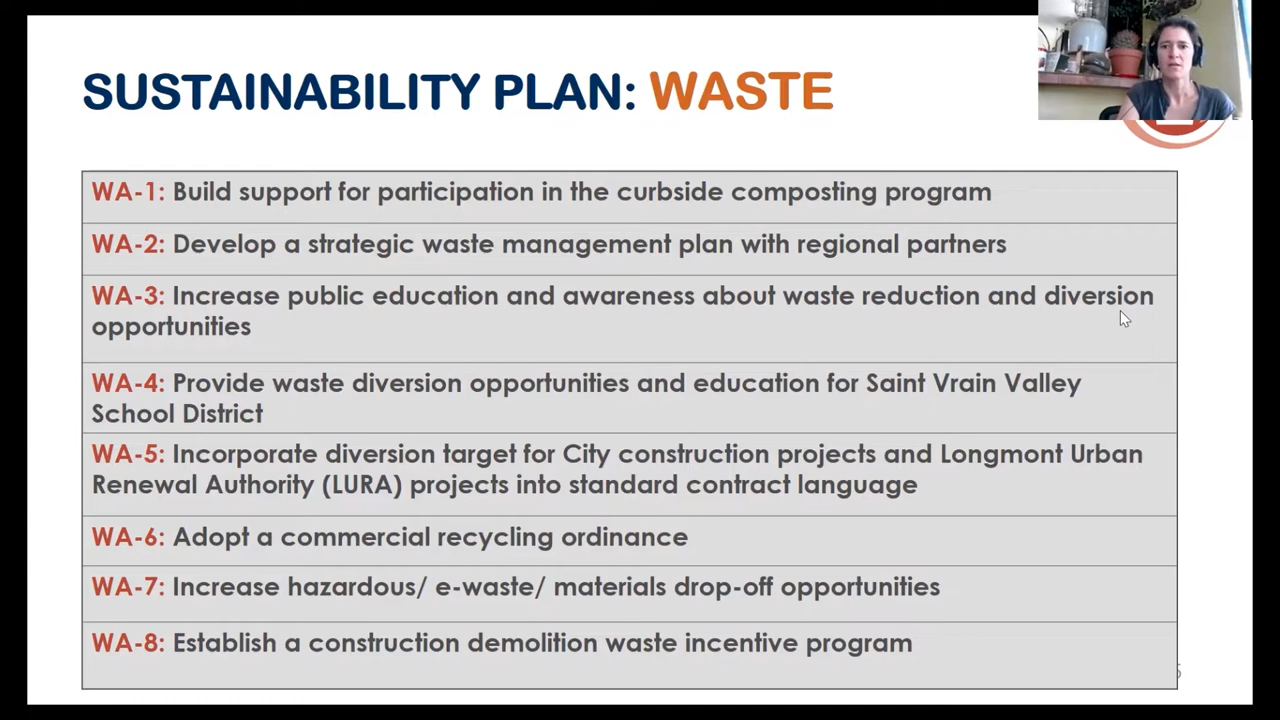 SUSTAINABILITY PLAN: WASTE
WA-1: Build support for participation in the curbside composting program
WA-2: Develop a strategic waste management plan with regional partners
WA-3: Increase public education and awareness about waste reduction and diversion
opportunities
WA-4: Provide waste diversion opportunities and education for Saint Vrain Valley
School District
WA-5: Incorporate diversion target for City construction projects and Longmont Urban
Renewal Authority (LURA) projects into standard contract language
WA-6: Adopt a commercial recycling ordinance
WA-7: Increase hazardous/ e-waste/ materials drop-off opportunities
WA-8: Establish a construction demolition waste incentive program